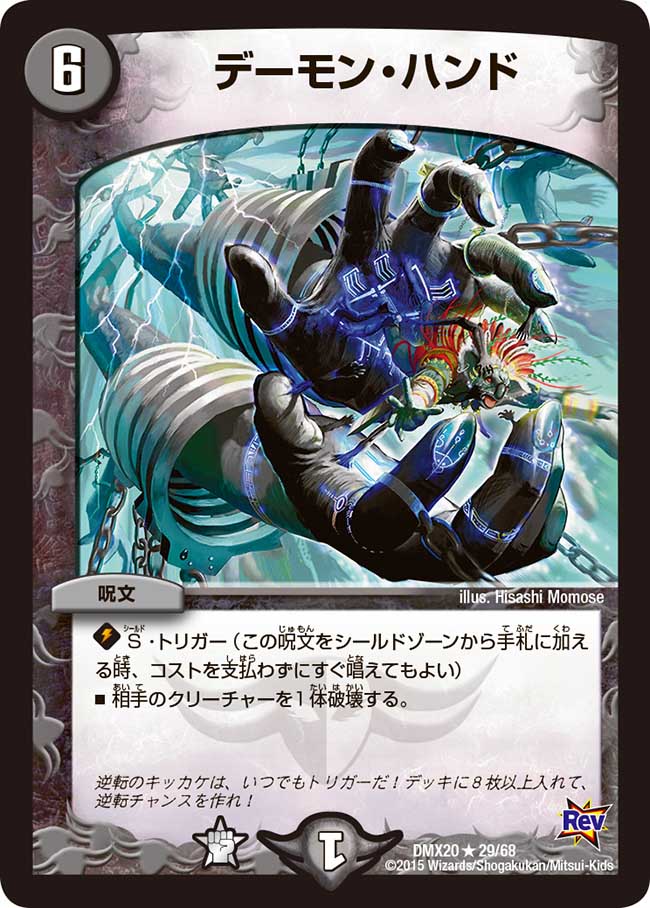 6
デーモン・ハンド
illus. Hisashi Momose
呪文
S・トリガー(この呪文をシールドゾーンから手札に加え
る時、コストを支払わずにすぐ唱えてもよい)
■ 相手のクリーチャーを1体破壊する。
逆転のキッカケは、いつでもトリガーだ!デッキに8枚以上入れて、
逆転チャンスを作れ!
Rev
1
DMX20 ★ 29/68
©2015 Wizards/Shogakukan/Mitsui-Kids